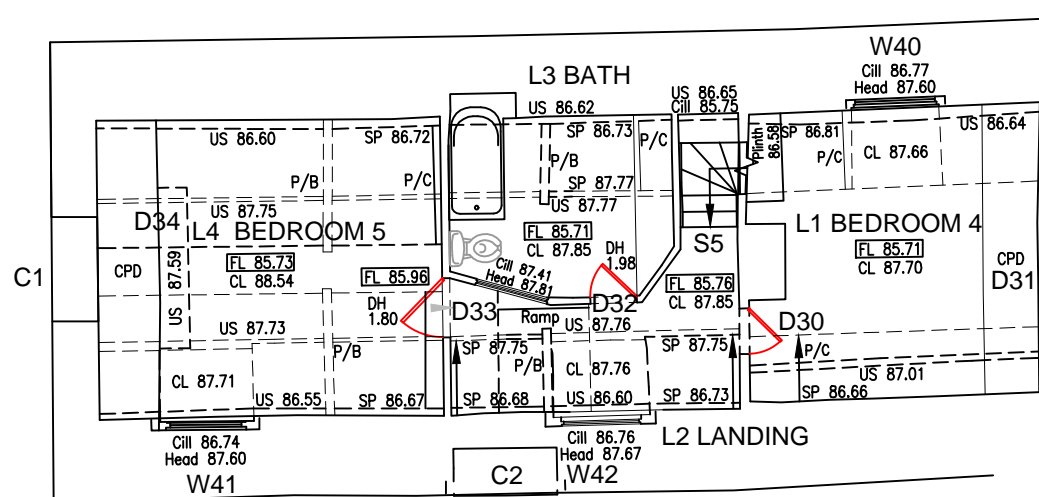 W40
Cill 86.77
Head 87.60
L3 BATH
US 86.65
Cill 85.75
US 86.62
US 86.60
SP 86.72
SP 86.73
P/C
Plinth
86.58
SP 86.81
US 86.64
P/B
P/C
P/B
P/C
CL 87.66
SP 87.77
US 87.75
US 87.77
D34
L4 BEDROOM 5
FL 85.71
CL 87.85
S5
L1 BEDROOM 4
FL 85.71
CL 87.70
C1
CPD
US 87.59
FL 85.73
CL 88.54
FL 85.96
Cill 87.41
Head 87.81
DH
1.98
FL 85.76
CL 87.85
CPD
D31
DH
1.80
D33
D32
D30
Ramp
US 87.73
US 87.76
P/B
SP 87.75
P/B
SP 87.75
P/C
CL 87.71
CL 87.76
US 87.01
US 86.55
SP 86.67
SP 86.68
US 86.60
SP 86.73
SP 86.66
Cill 86.74
Head 87.60
W41
Cill 86.76
Head 87.67
L2 LANDING
C2
W42